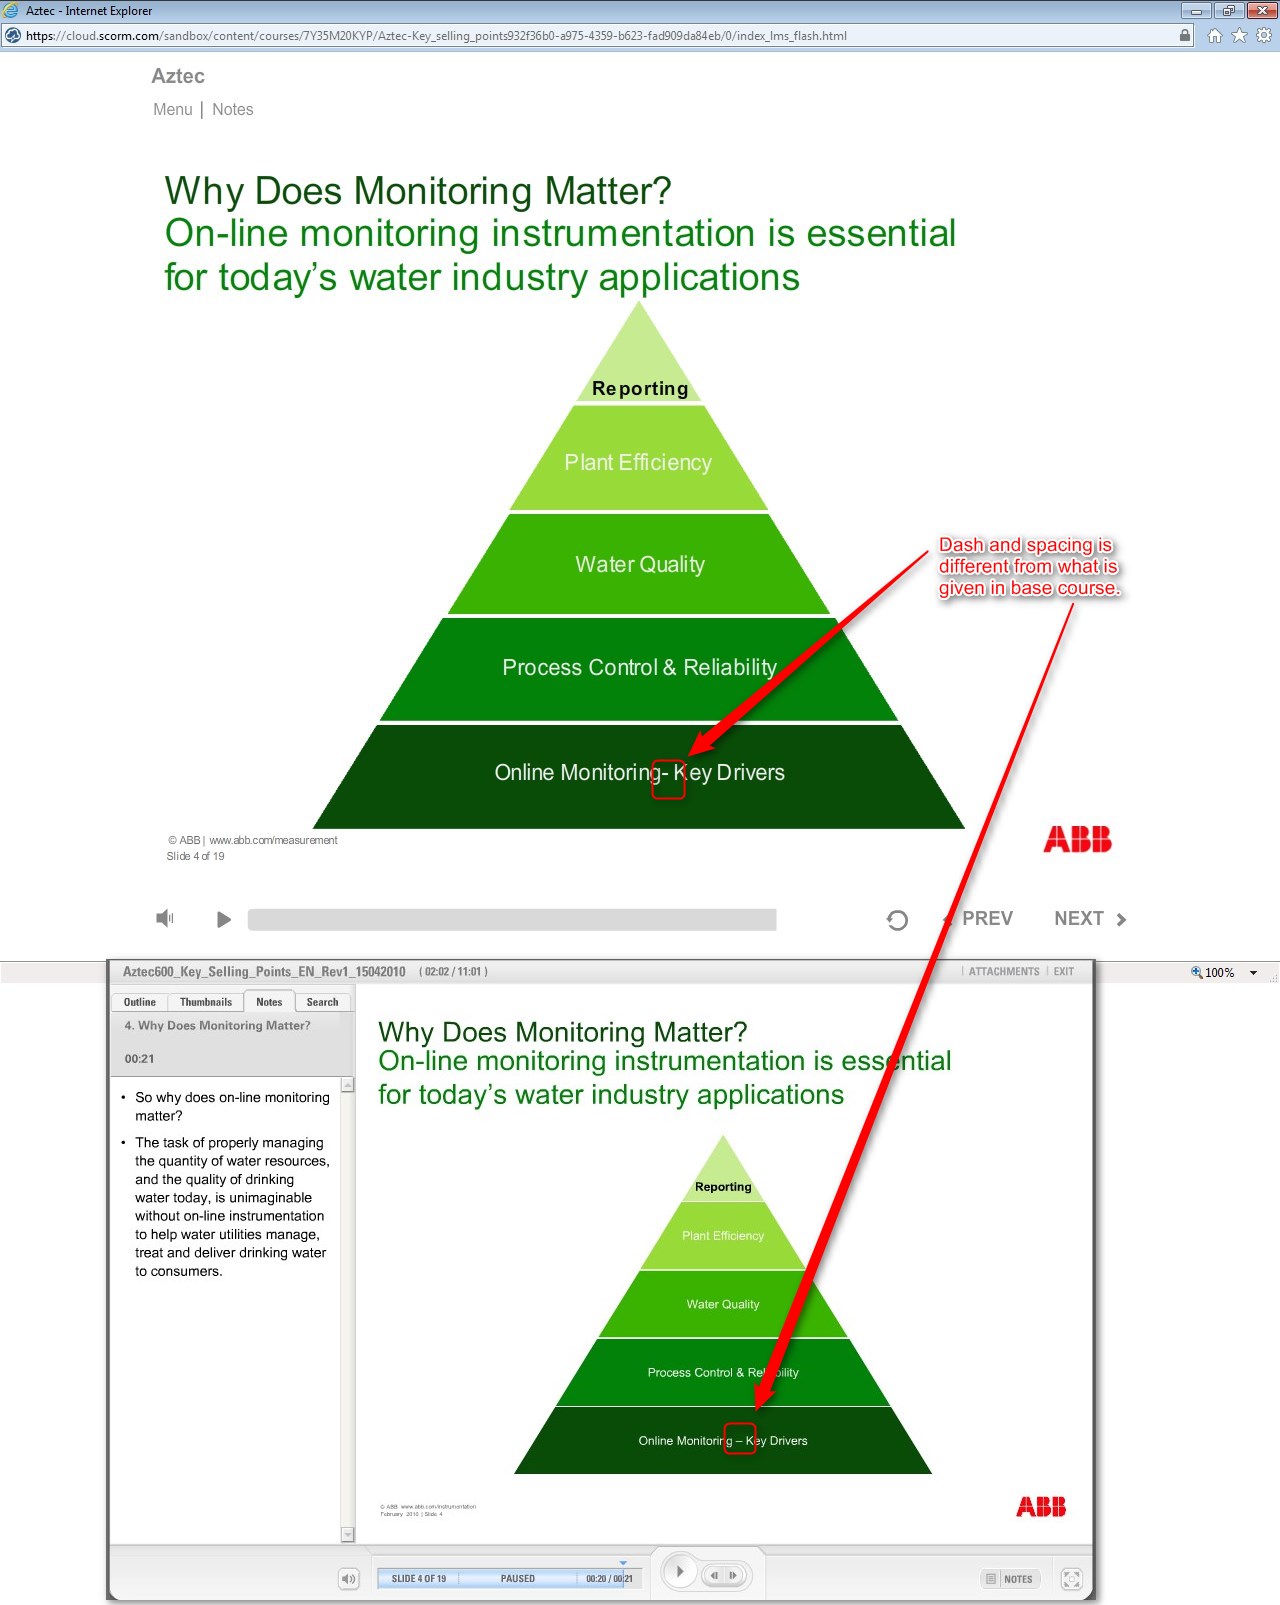 Aztec - Internet Explorer
https://cloud.scorm.com/sandbox/content/courses/7Y35M20KYP/Aztec-Key_selling_points932f36b0-a975-4359-b623-fad909da84eb/0/index_lms_flash.html
Aztec
Menu | Notes
Why Does Monitoring Matter?
On-line monitoring instrumentation is essential
for today’s water industry applications
Reporting
Plant Efficiency
Water Quality
Process Control & Reliability
Online Monitoring- Key Drivers
Dash and spacing is
different from what is
given in base course.
© ABB | www.abb.com/measurement
Slide 4 of 19
ABB
PREV NEXT
100%
Aztec600_Key_Selling_Points_EN_Rev1_15042010 ( 02:02 / 11:01 )
| ATTACHMENTS | EXIT
Outline Thumbnails Notes Search
4. Why Does Monitoring Matter?
00:21
• So why does on-line monitoring
matter?
• The task of properly managing
the quantity of water resources,
and the quality of drinking
water today, is unimaginable
without on-line instrumentation
to help water utilities manage,
treat and deliver drinking water
to consumers.
Why Does Monitoring Matter?
On-line monitoring instrumentation is essential
for today’s water industry applications
Reporting
Plant Efficiency
Water Quality
Process Control & Reliability
Online Monitoring – Key Drivers
© ABB www.abb.com/instrumentation
February 2010 | Slide 4
ABB
SLIDE 4 OF 19 PAUSED 00:20 / 00:21
NOTES